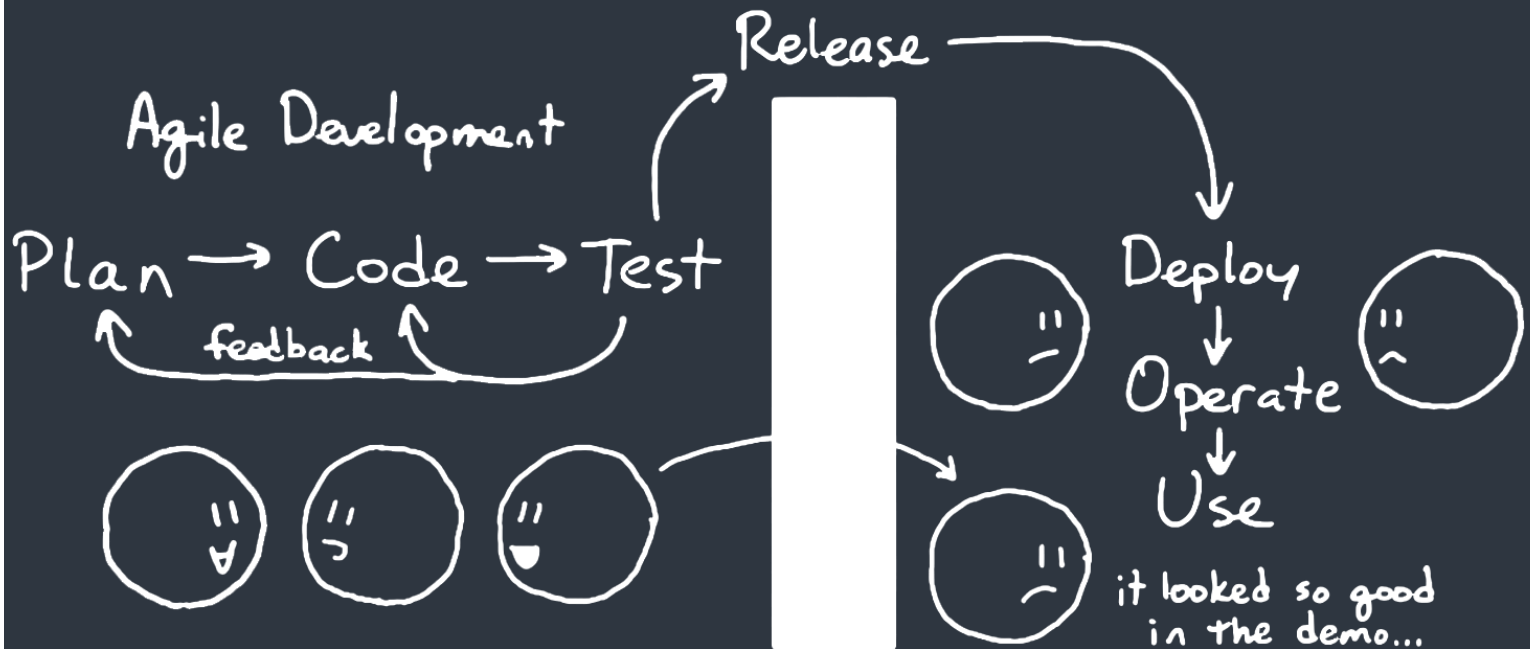 Release
Agile Development
Plan → Code → Test
feedback
Deploy
Operate
Use
it looked so good
in the demo...